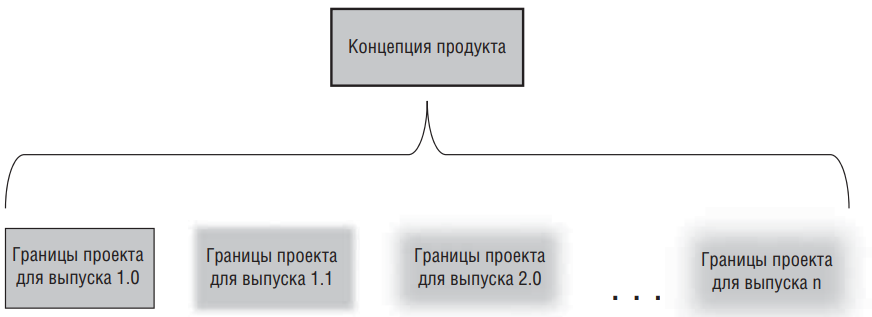 Концепция продукта
Границы проекта
для выпуска 1.0
Границы проекта
для выпуска 1.1
Границы проекта
для выпуска 2.0
. . .
Границы проекта
для выпуска n